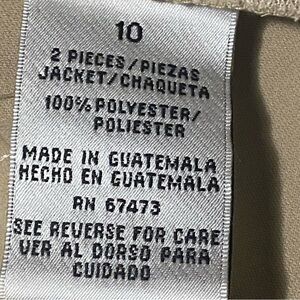 10
2 PIECES/PIEZAS
JACKET/CHAQUETA
100% POLYESTER/
POLIESTER
MADE IN GUATEMALA
HECHO EN GUATEMALA
RN 67473
SEE REVERSE FOR CARE
VER AL DORSO PARA
CUIDADO